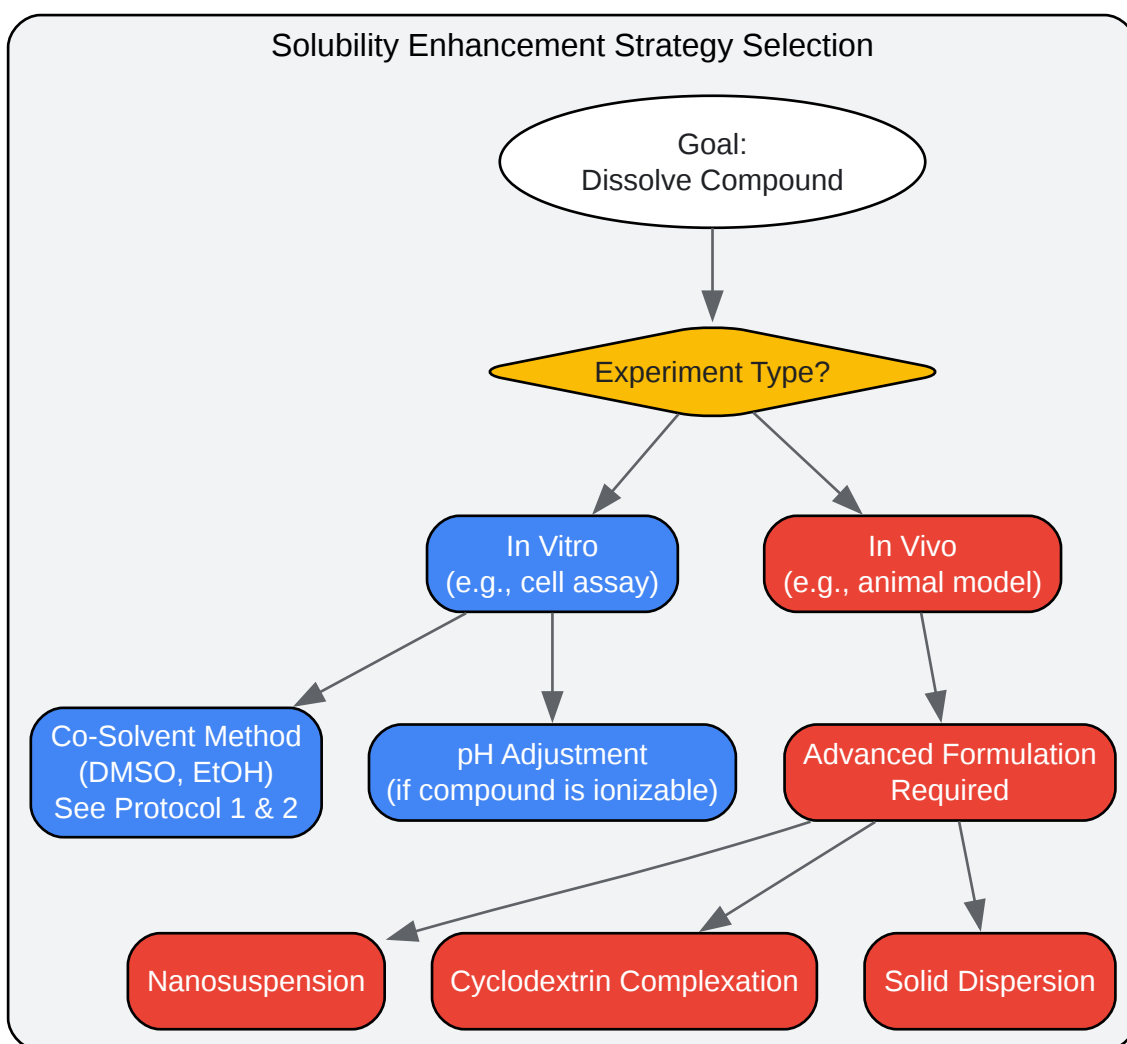 Solubility Enhancement Strategy Selection
Goal:
Dissolve Compound
Experiment Type?
In Vitro
(e.g., cell assay)
In Vivo
(e.g., animal model)
Co-Solvent Method
(DMSO, EtOH)
See Protocol 1 & 2
pH Adjustment
(if compound is ionizable)
Advanced Formulation
Required
Nanosuspension
Cyclodextrin Complexation
Solid Dispersion